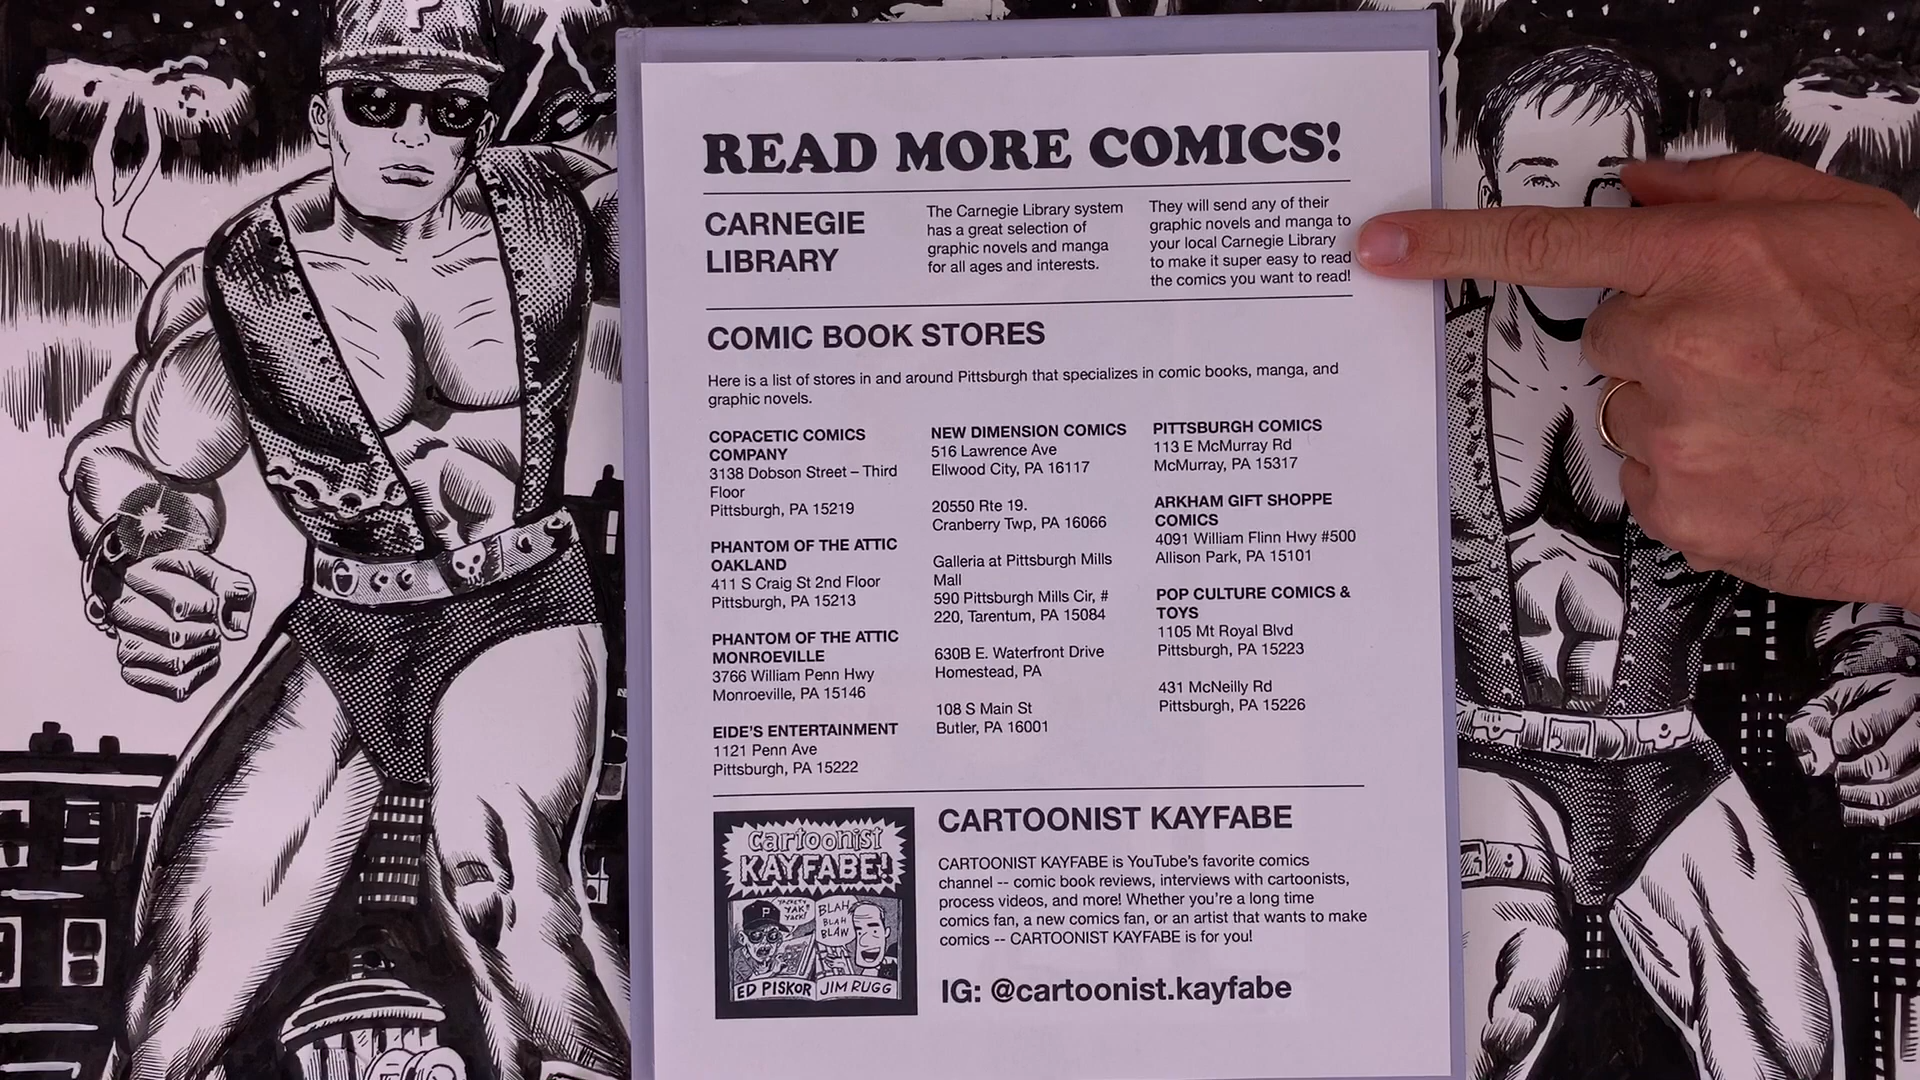 READ MORE COMICS!
CARNEGIE
LIBRARY
The Carnegie Library system
has a great selection of
graphic novels and manga
for all ages and interests.
They will send any of their
graphic novels and manga to
your local Carnegie Library
to make it super easy to read
the comics you want to read!
COMIC BOOK STORES
Here is a list of stores in and around Pittsburgh that specializes in comic books, manga, and
graphic novels.
COPACETIC COMICS
COMPANY
3138 Dobson Street – Third
Floor
Pittsburgh, PA 15219
PHANTOM OF THE ATTIC
OAKLAND
411 S Craig St 2nd Floor
Pittsburgh, PA 15213
PHANTOM OF THE ATTIC
MONROEVILLE
3766 William Penn Hwy
Monroeville, PA 15146
EIDE'S ENTERTAINMENT
1121 Penn Ave
Pittsburgh, PA 15222
NEW DIMENSION COMICS
516 Lawrence Ave
Ellwood City, PA 16117
20550 Rte 19.
Cranberry Twp, PA 16066
Galleria at Pittsburgh Mills
Mall
590 Pittsburgh Mills Cir, #
220, Tarentum, PA 15084
630B E. Waterfront Drive
Homestead, PA
108 S Main St
Butler, PA 16001
PITTSBURGH COMICS
113 E McMurray Rd
McMurray, PA 15317
ARKHAM GIFT SHOPPE
COMICS
4091 William Flinn Hwy #500
Allison Park, PA 15101
POP CULTURE COMICS &
TOYS
1105 Mt Royal Blvd
Pittsburgh, PA 15223
431 McNeilly Rd
Pittsburgh, PA 15226
Cartoonist
KAYFABE!
YACKETY
YAK!
YACK!
P
BLAH
BLAH
BLAW
ED PISKOR
JIM RUGG
CARTOONIST KAYFABE
CARTOONIST KAYFABE is YouTube's favorite comics
channel -- comic book reviews, interviews with cartoonists,
process videos, and more! Whether you're a long time
comics fan, a new comics fan, or an artist that wants to make
comics -- CARTOONIST KAYFABE is for you!
IG: @cartoonist.kayfabe
P